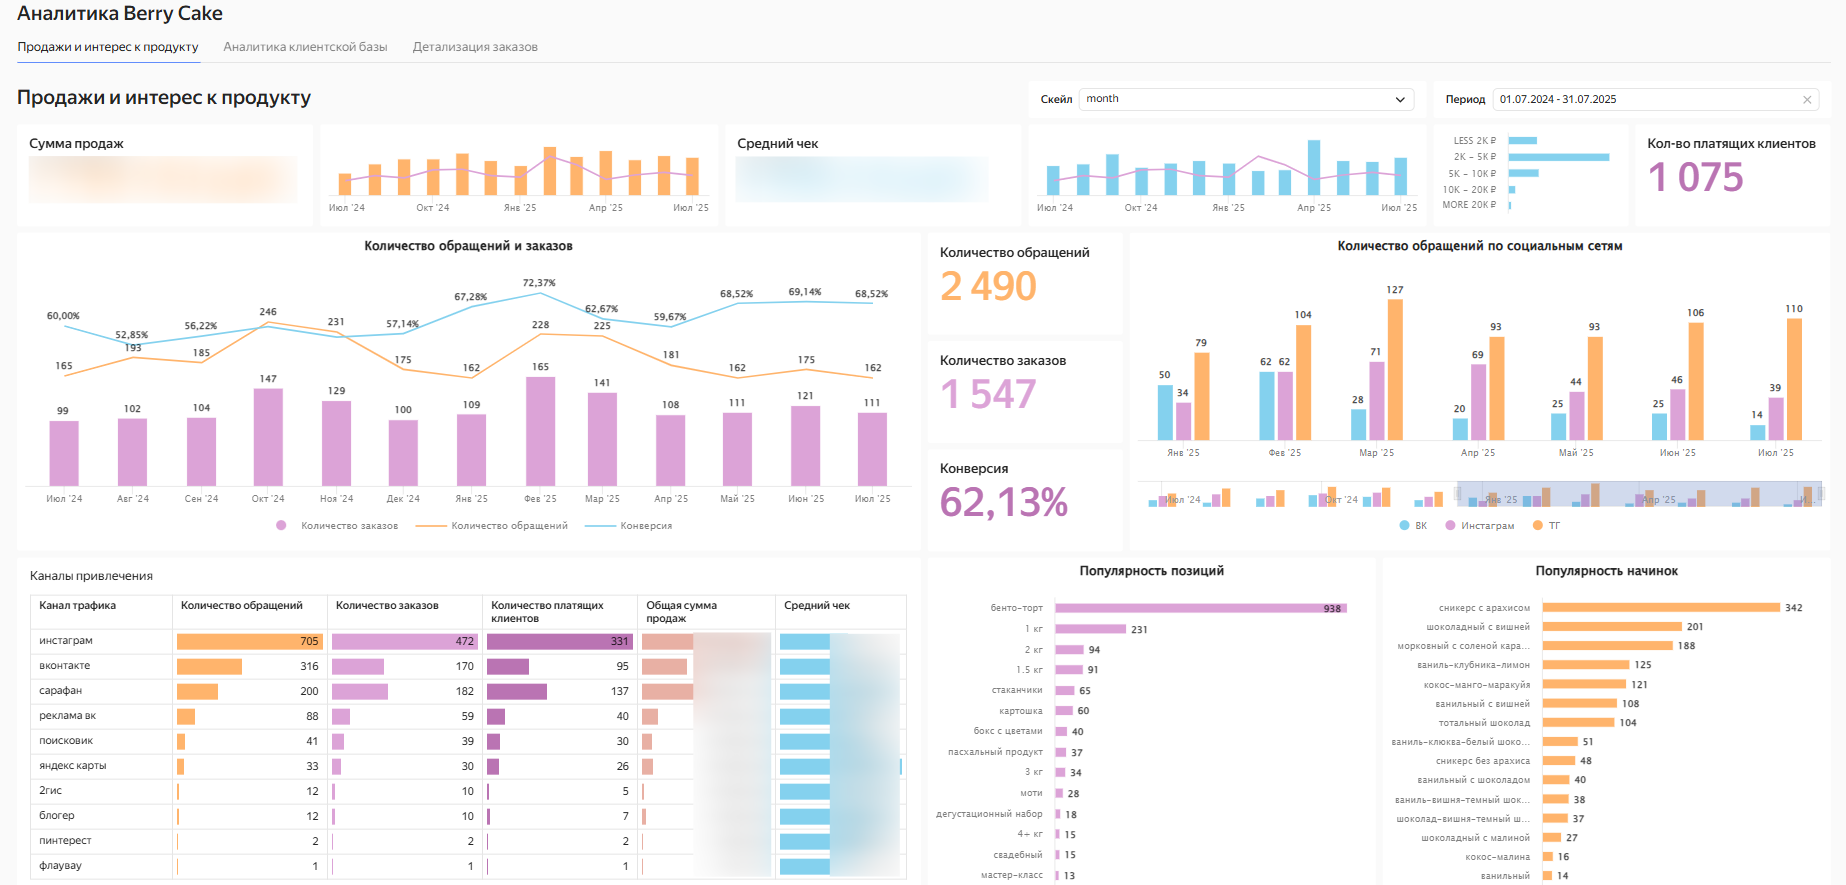 Аналитика Berry Cake
Продажи и интерес к продукту Аналитика клиентской базы Детализация заказов
Продажи и интерес к продукту
Скейл month
Период 01.07.2024 - 31.07.2025
Сумма продаж
Июл '24 Окт '24 Янв '25 Апр '25 Июл '25
Средний чек
Июл '24 Окт '24 Янв '25 Апр '25 Июл '25
LESS 2K ₽
2K – 5K ₽
5K – 10K ₽
10K – 20K ₽
MORE 20K ₽
Кол-во платящих клиентов
1 075
Количество обращений и заказов
72,37%
67,28% 68,52% 69,14% 68,52%
60,00% 52,85% 56,22% 246 231 57,14% 228 62,67% 225 59,67%
165 193 185 175 162 181 162 175 162
99 102 104 147 129 100 109 165 141 108 111 121 111
Июл '24 Авг '24 Сен '24 Окт '24 Ноя '24 Дек '24 Янв '25 Фев '25 Мар '25 Апр '25 Май '25 Июн '25 Июл '25
Количество заказов Количество обращений Конверсия
Количество обращений
2 490
Количество заказов
1 547
Конверсия
62,13%
Количество обращений по социальным сетям
50 34 79 62 62 104 28 71 127 20 69 93 25 44 93 25 46 106 14 39 110
Янв '25 Фев '25 Мар '25 Апр '25 Май '25 Июн '25 Июл '25
Июл '24 Окт '24 Янв '25 Апр '25 И...
ВК Инстаграм ТГ
Каналы привлечения
Канал трафика Количество обращений Количество заказов Количество платящих клиентов Общая сумма продаж Средний чек
инстаграм 705 472 331
вконтакте 316 170 95
сарафан 200 182 137
реклама вк 88 59 40
поисковик 41 39 30
яндекс карты 33 30 26
2гис 12 10 5
блогер 12 10 7
пинтерест 2 2 2
флаувау 1 1 1
Популярность позиций
бенто-торт 938
1 кг 231
2 кг 94
1.5 кг 91
стаканчики 65
картошка 60
бокс с цветами 40
пасхальный продукт 37
3 кг 34
моти 28
дегустационный набор 18
4+ кг 15
свадебный 15
мастер-класс 13
Популярность начинок
сникерс с арахисом 342
шоколадный с вишней 201
морковный с соленой кара... 188
ваниль-клубника-лимон 125
кокос-манго-маракуйя 121
ванильный с вишней 108
тотальный шоколад 104
ваниль-клюква-белый шоко... 51
сникерс без арахиса 48
ванильный с шоколадом 40
ваниль-вишня-темный шок... 38
шоколад-вишня-темный ш... 37
шоколадный с малиной 27
кокос-малина 16
ванильный 14